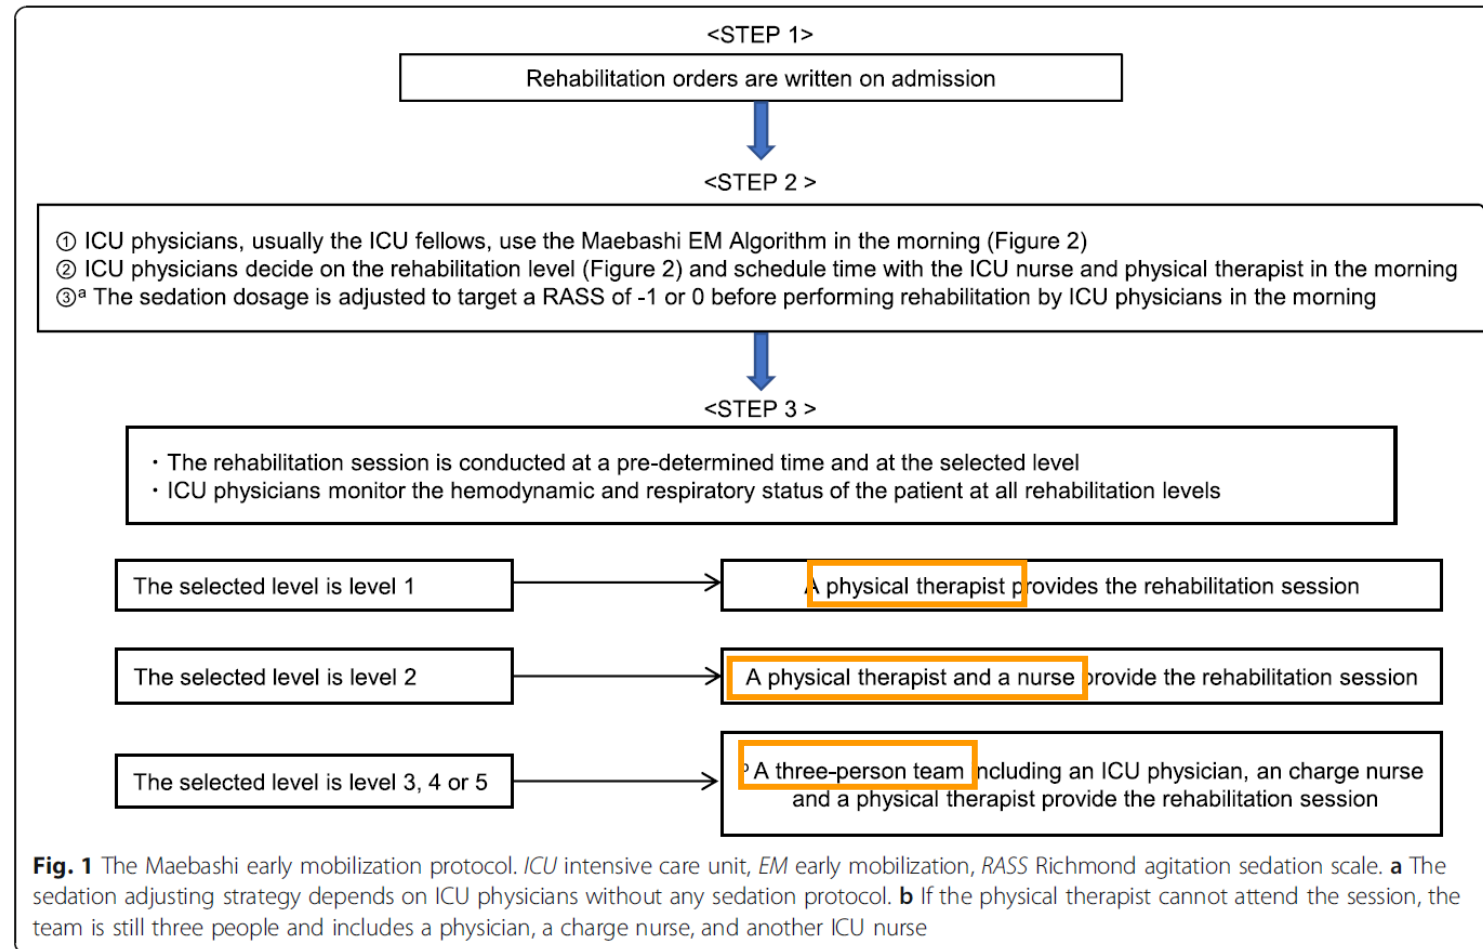 <STEP 1>
Rehabilitation orders are written on admission
<STEP 2 >
① ICU physicians, usually the ICU fellows, use the Maebashi EM Algorithm in the morning (Figure 2)
② ICU physicians decide on the rehabilitation level (Figure 2) and schedule time with the ICU nurse and physical therapist in the morning
③a The sedation dosage is adjusted to target a RASS of -1 or 0 before performing rehabilitation by ICU physicians in the morning
<STEP 3 >
・The rehabilitation session is conducted at a pre-determined time and at the selected level
・ICU physicians monitor the hemodynamic and respiratory status of the patient at all rehabilitation levels
The selected level is level 1
A physical therapist provides the rehabilitation session
The selected level is level 2
A physical therapist and a nurse provide the rehabilitation session
The selected level is level 3, 4 or 5
b A three-person team including an ICU physician, an charge nurse
and a physical therapist provide the rehabilitation session
Fig. 1 The Maebashi early mobilization protocol. ICU intensive care unit, EM early mobilization, RASS Richmond agitation sedation scale. a The
sedation adjusting strategy depends on ICU physicians without any sedation protocol. b If the physical therapist cannot attend the session, the
team is still three people and includes a physician, a charge nurse, and another ICU nurse